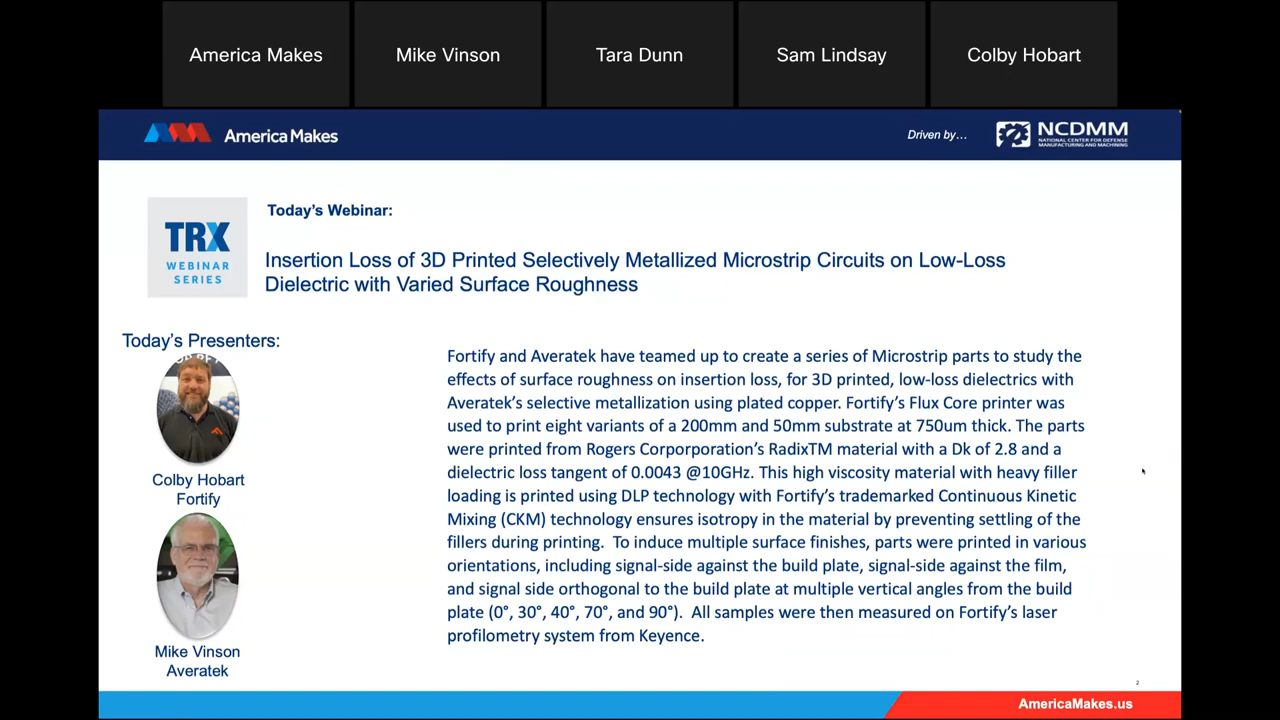 America Makes
Mike Vinson
Tara Dunn
Sam Lindsay
Colby Hobart
America Makes
Driven by...
NCDMM
NATIONAL CENTER FOR DEFENSE
MANUFACTURING AND MACHINING
TRX
WEBINAR
SERIES
Today's Webinar:
Insertion Loss of 3D Printed Selectively Metallized Microstrip Circuits on Low-Loss
Dielectric with Varied Surface Roughness
Today's Presenters:
Colby Hobart
Fortify
Mike Vinson
Averatek
Fortify and Averatek have teamed up to create a series of Microstrip parts to study the
effects of surface roughness on insertion loss, for 3D printed, low-loss dielectrics with
Averatek's selective metallization using plated copper. Fortify's Flux Core printer was
used to print eight variants of a 200mm and 50mm substrate at 750um thick. The parts
were printed from Rogers Corporporation's RadixTM material with a Dk of 2.8 and a
dielectric loss tangent of 0.0043 @10GHz. This high viscosity material with heavy filler
loading is printed using DLP technology with Fortify's trademarked Continuous Kinetic
Mixing (CKM) technology ensures isotropy in the material by preventing settling of the
fillers during printing. To induce multiple surface finishes, parts were printed in various
orientations, including signal-side against the build plate, signal-side against the film,
and signal side orthogonal to the build plate at multiple vertical angles from the build
plate (0°, 30°, 40°, 70°, and 90°). All samples were then measured on Fortify's laser
profilometry system from Keyence.
2
AmericaMakes.us